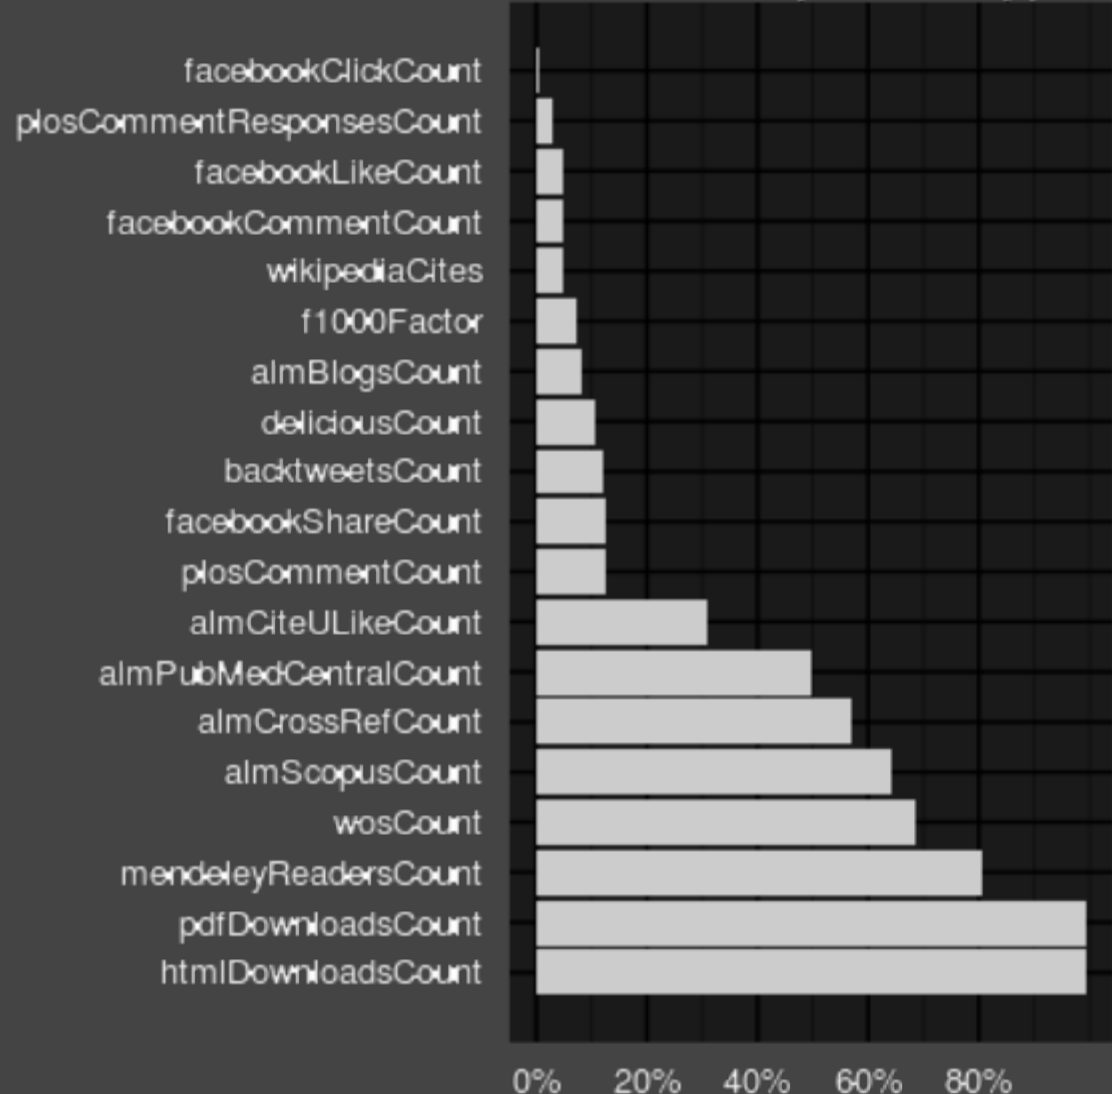 facebookClickCount
plosCommentResponsesCount
facebookLikeCount
facebookCommentCount
wikipediaCites
f1000Factor
almBlogsCount
deliciousCount
backtweetsCount
facebookShareCount
plosCommentCount
almCiteULikeCount
almPubMedCentralCount
almCrossRefCount
almScopusCount
wosCount
mendeleyReadersCount
pdfDownloadsCount
htmlDownloadsCount
0% 20% 40% 60% 80%